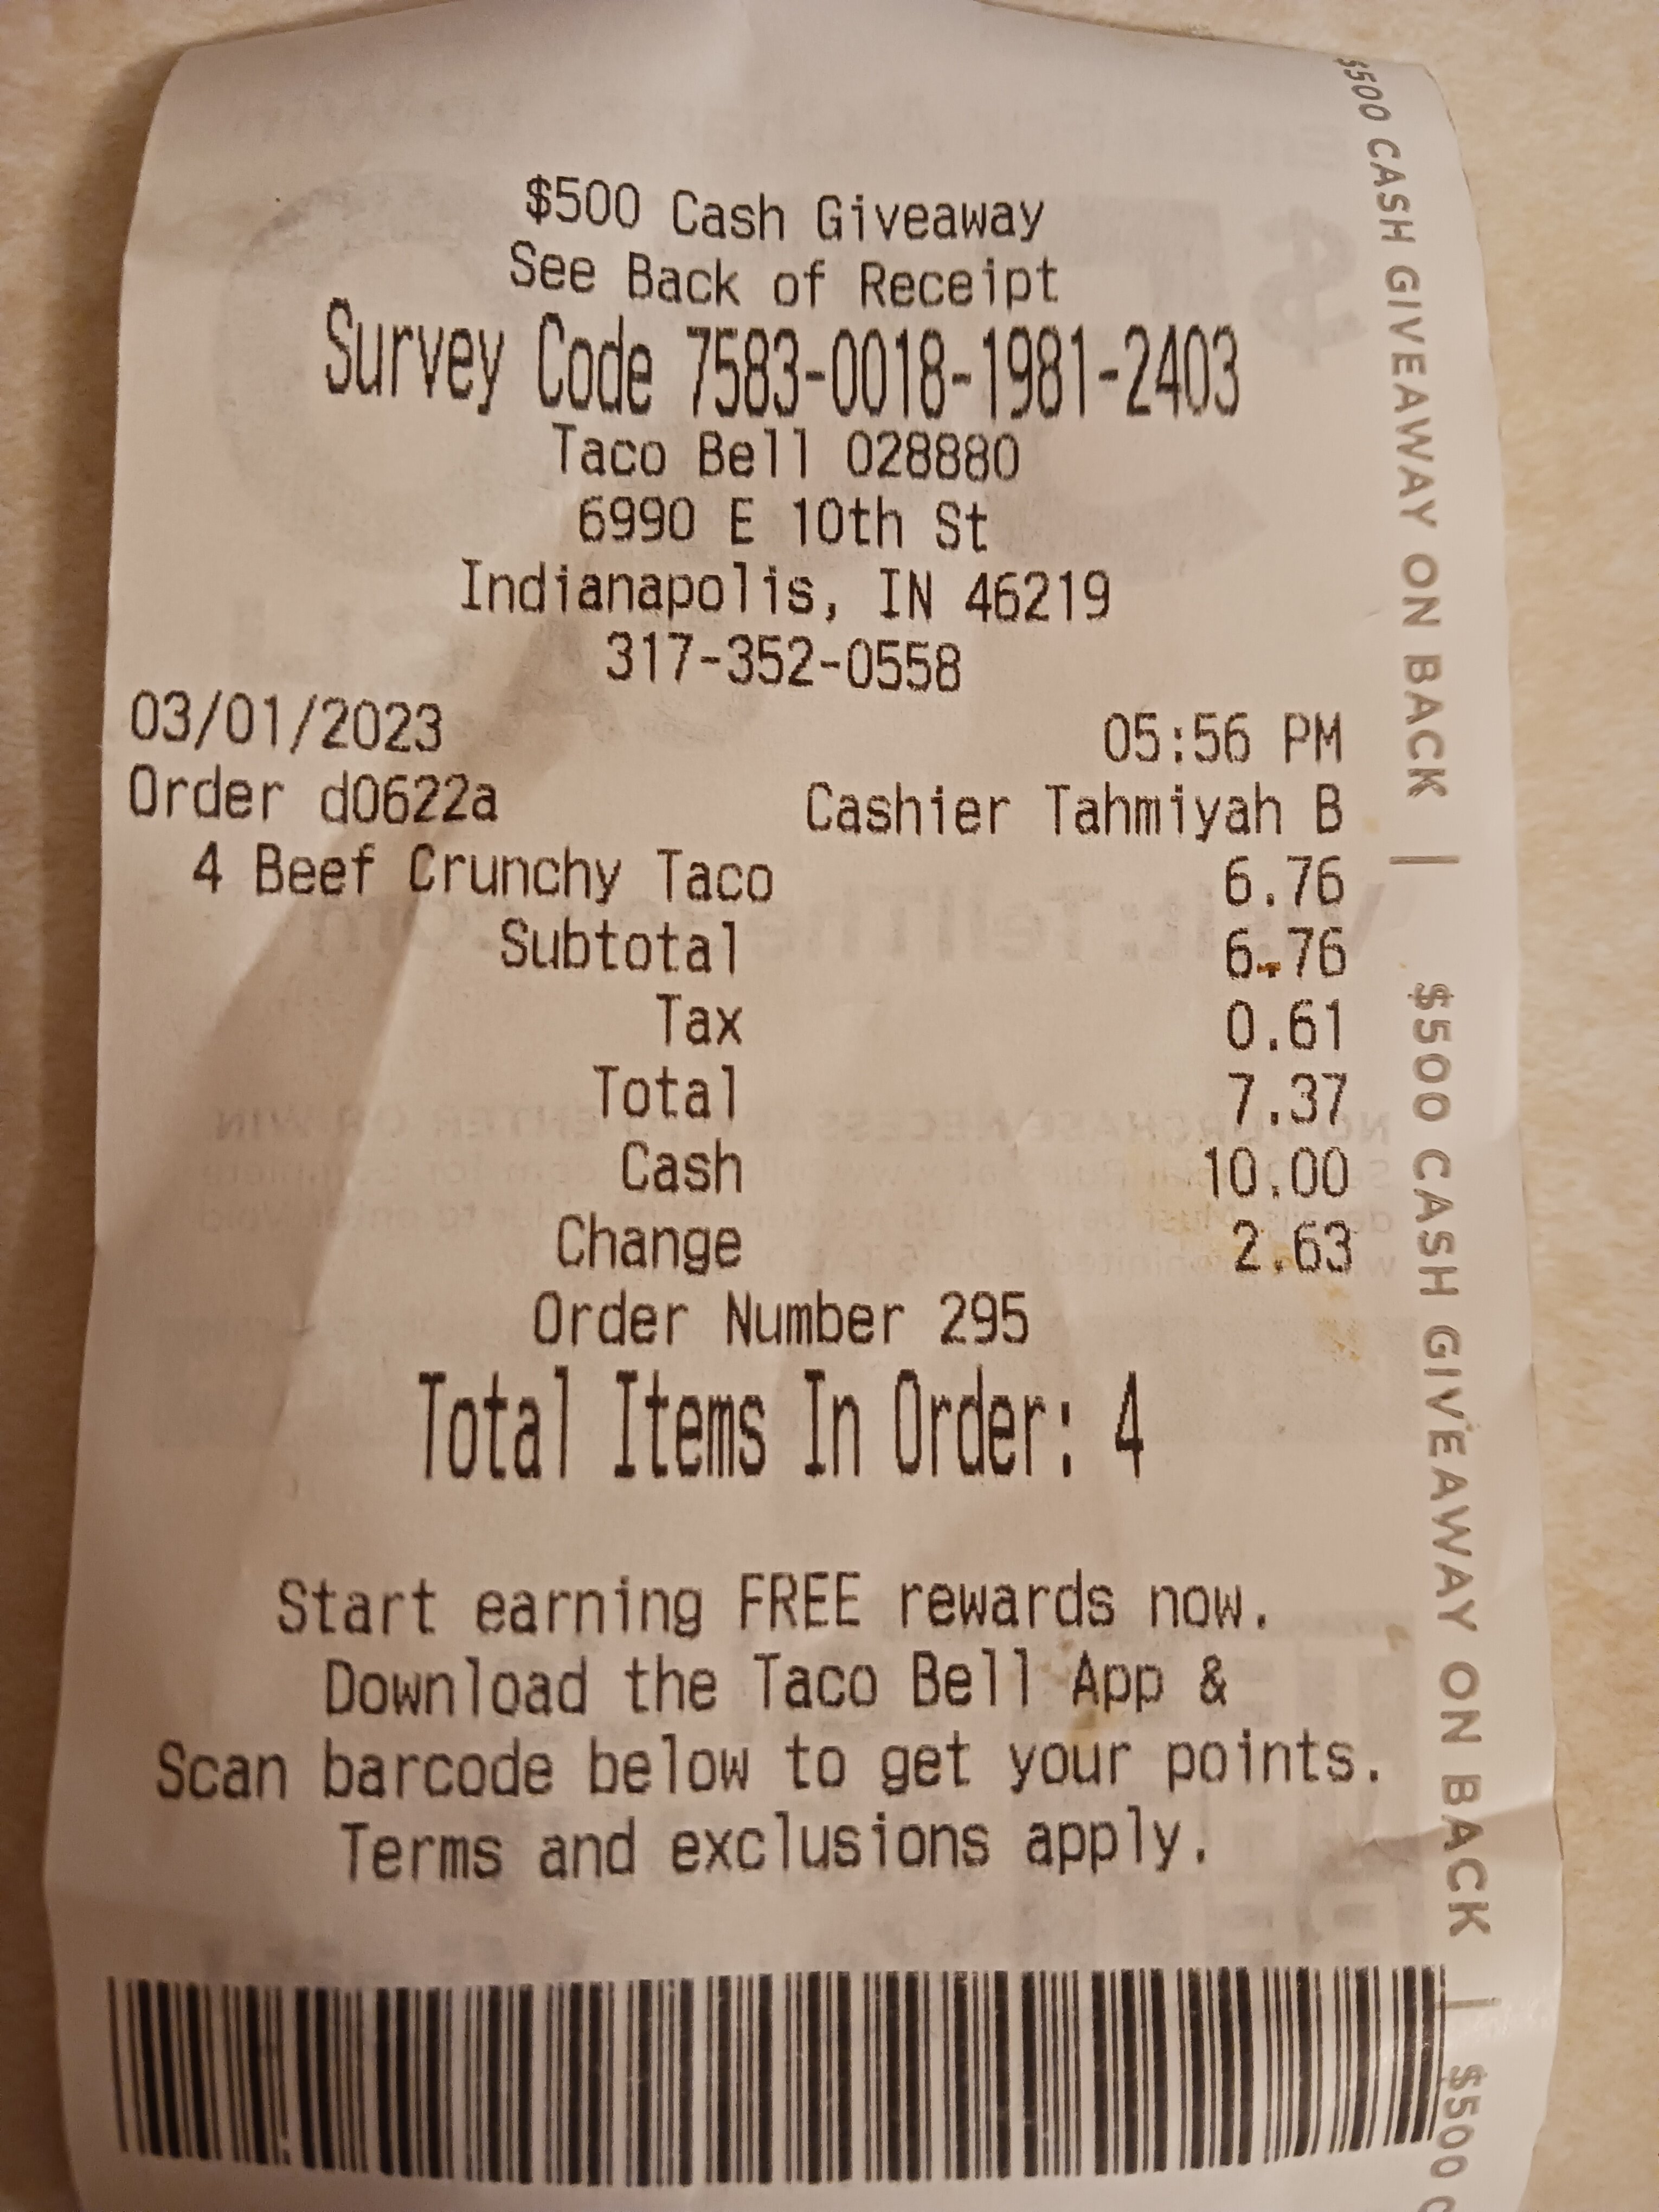 $500 Cash Giveaway
See Back of Receipt
Survey Code 7583-0018-1981-2403
Taco Bell 028880
6990 E 10th St
Indianapolis, IN 46219
317-352-0558
03/01/2023 05:56 PM
Order d0622a Cashier Tahmiyah B
4 Beef Crunchy Taco 6.76
Subtotal 6.76
Tax 0.61
Total 7.37
Cash 10.00
Change 2.63
Order Number 295
Total Items In Order: 4
Start earning FREE rewards now.
Download the Taco Bell App &
Scan barcode below to get your points.
Terms and exclusions apply.
$500 CASH GIVEAWAY ON BACK | $500 CASH GIVEAWAY ON BACK | $500 C